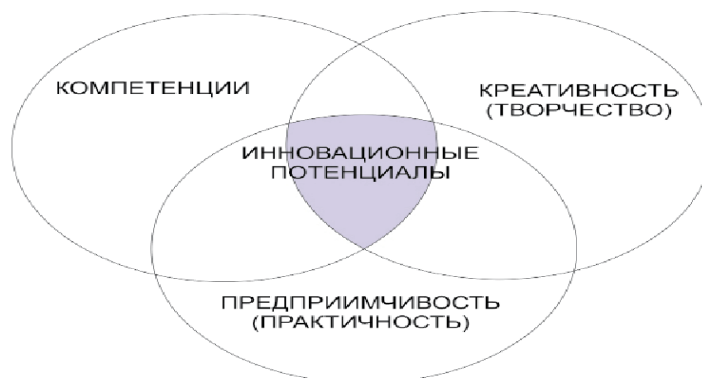 КОМПЕТЕНЦИИ
КРЕАТИВНОСТЬ
(ТВОРЧЕСТВО)
ИННОВАЦИОННЫЕ
ПОТЕНЦИАЛЫ
ПРЕДПРИИМЧИВОСТЬ
(ПРАКТИЧНОСТЬ)